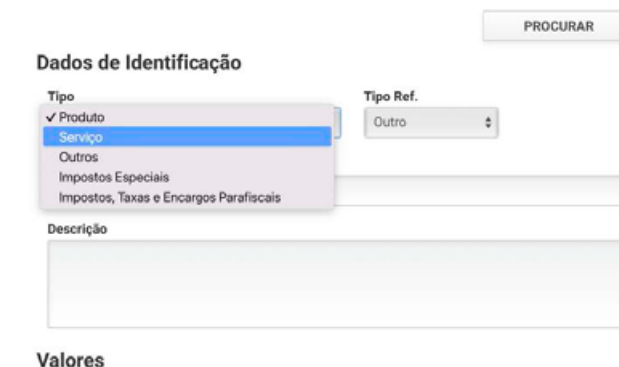 PROCURAR
Dados de Identificação
Tipo
Tipo Ref.
✓ Produto
Outro
Serviço
Outros
Impostos Especiais
Impostos, Taxas e Encargos Parafiscais
Descrição
Valores